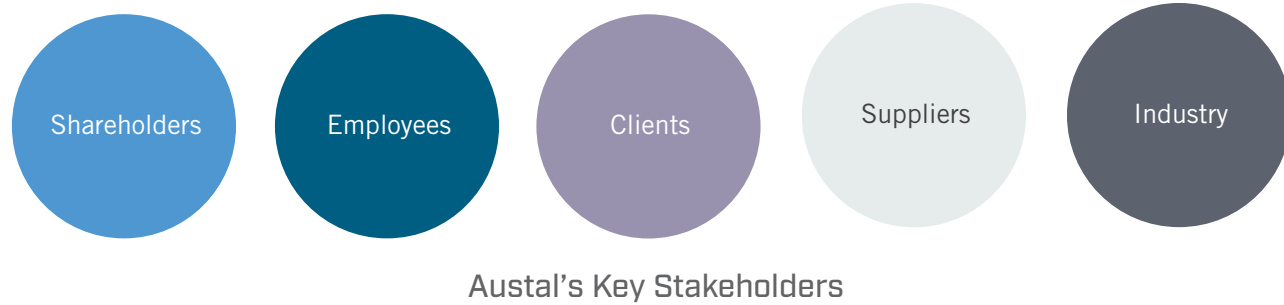 Shareholders
Employees
Clients
Suppliers
Industry
Austal's Key Stakeholders